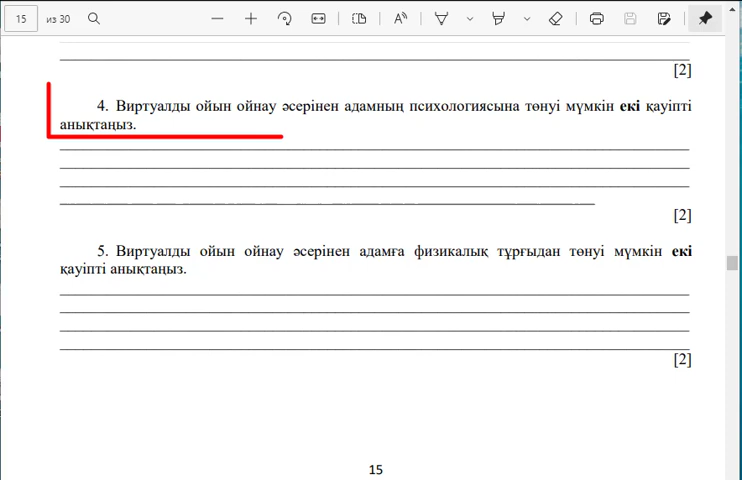 15 из 30
[2]
4. Виртуалды ойын ойнау әсерінен адамның психологиясына төнуі мүмкін екі қауіпті
анықтаңыз.
[2]
5. Виртуалды ойын ойнау әсерінен адамға физикалық тұрғыдан төнуі мүмкін екі
қауіпті анықтаңыз.
[2]
15